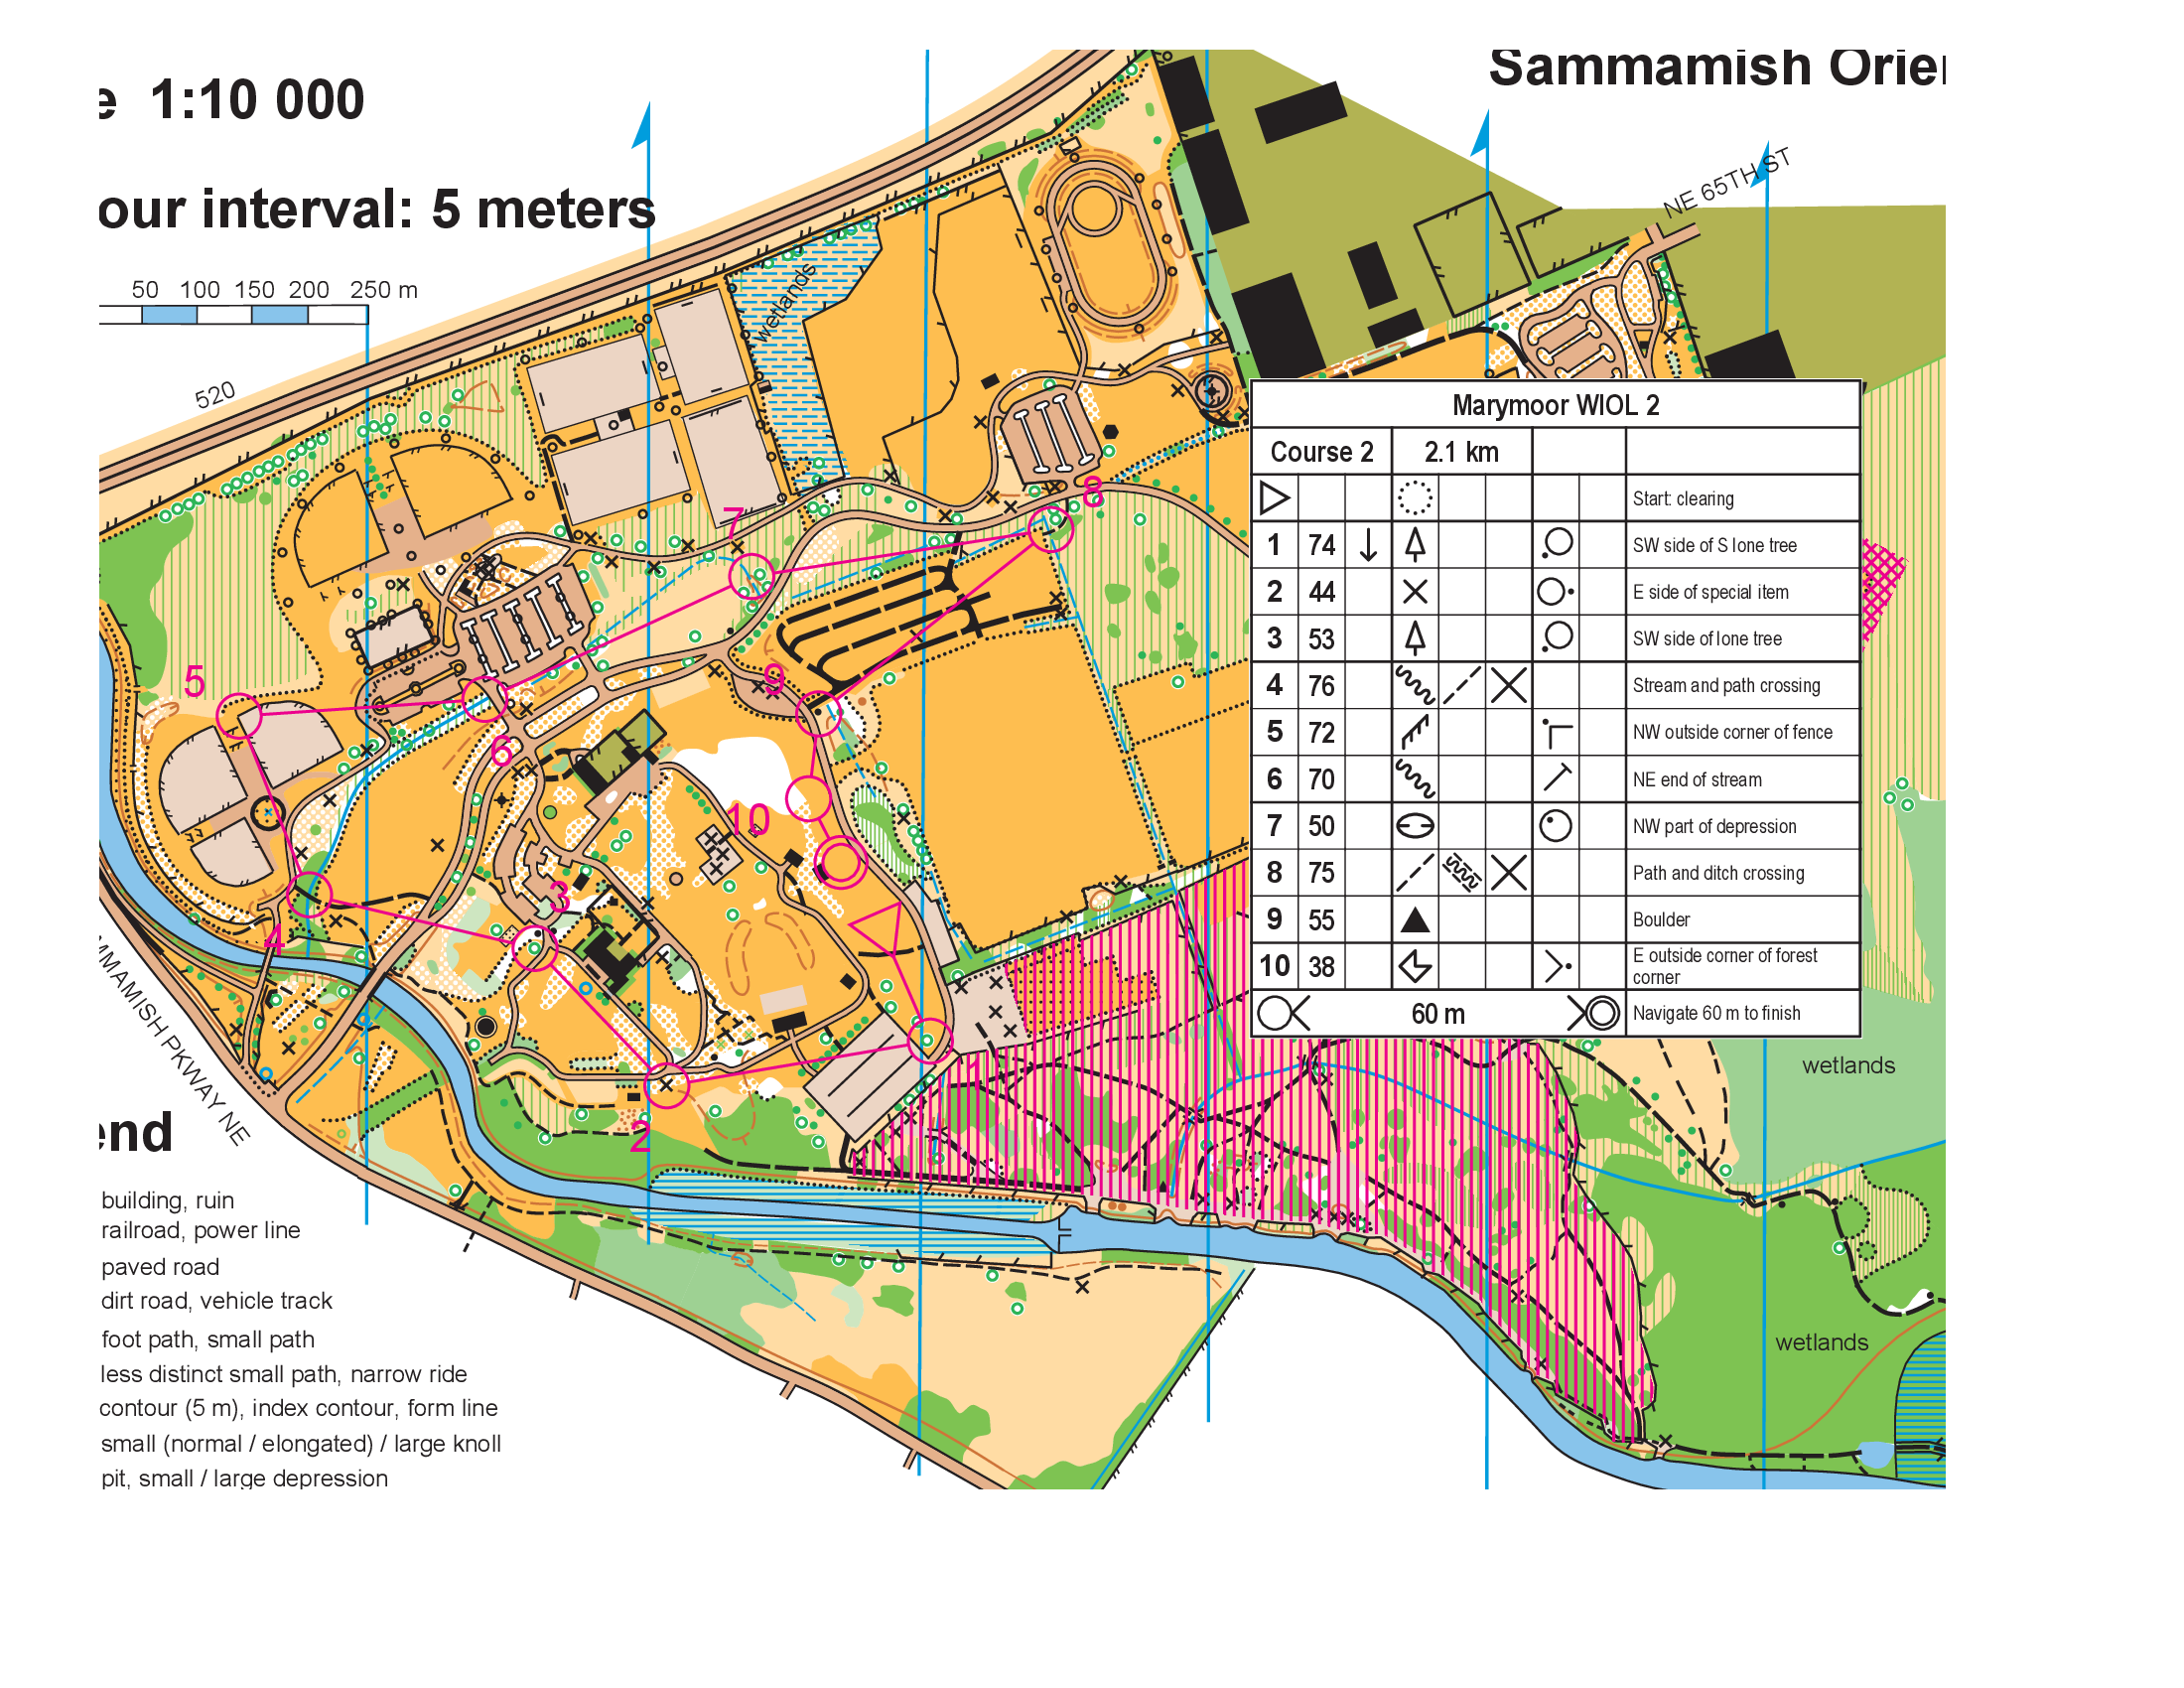 1:10 000
Sammamish Orie
our interval: 5 meters
NE 65TH ST
50 100 150 200 250 m
520
wetlands
Marymoor WIOL 2
Course 2 2.1 km
Start: clearing
1 74 SW side of S lone tree
2 44 E side of special item
3 53 SW side of lone tree
4 76 Stream and path crossing
5 72 NW outside corner of fence
6 70 NE end of stream
7 50 NW part of depression
8 75 Path and ditch crossing
9 55 Boulder
10 38 E outside corner of forest
corner
60 m Navigate 60 m to finish
8
7
5
9
6
10
3
4
1
2
MMAMISH PKWAY NE
wetlands
wetlands
end
building, ruin
railroad, power line
paved road
dirt road, vehicle track
foot path, small path
less distinct small path, narrow ride
contour (5 m), index contour, form line
small (normal / elongated) / large knoll
pit, small / large depression